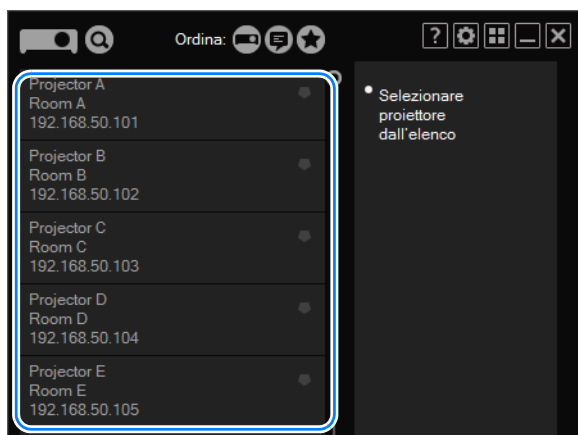 Ordina:
?
Projector A
Room A
192.168.50.101
Projector B
Room B
192.168.50.102
Projector C
Room C
192.168.50.103
Projector D
Room D
192.168.50.104
Projector E
Room E
192.168.50.105
Selezionare
proiettore
dall'elenco